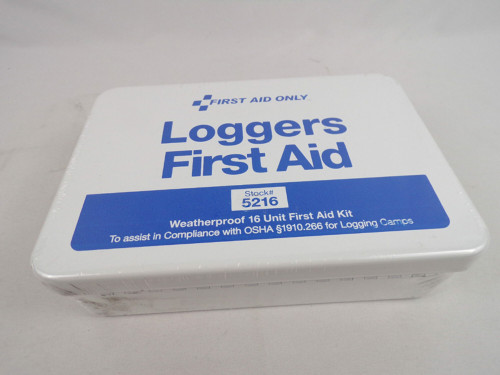 FIRST AID ONLY
Loggers
First Aid
Stock#
5216
Weatherproof 16 Unit First Aid Kit
To assist in Compliance with OSHA §1910.266 for Logging Camps